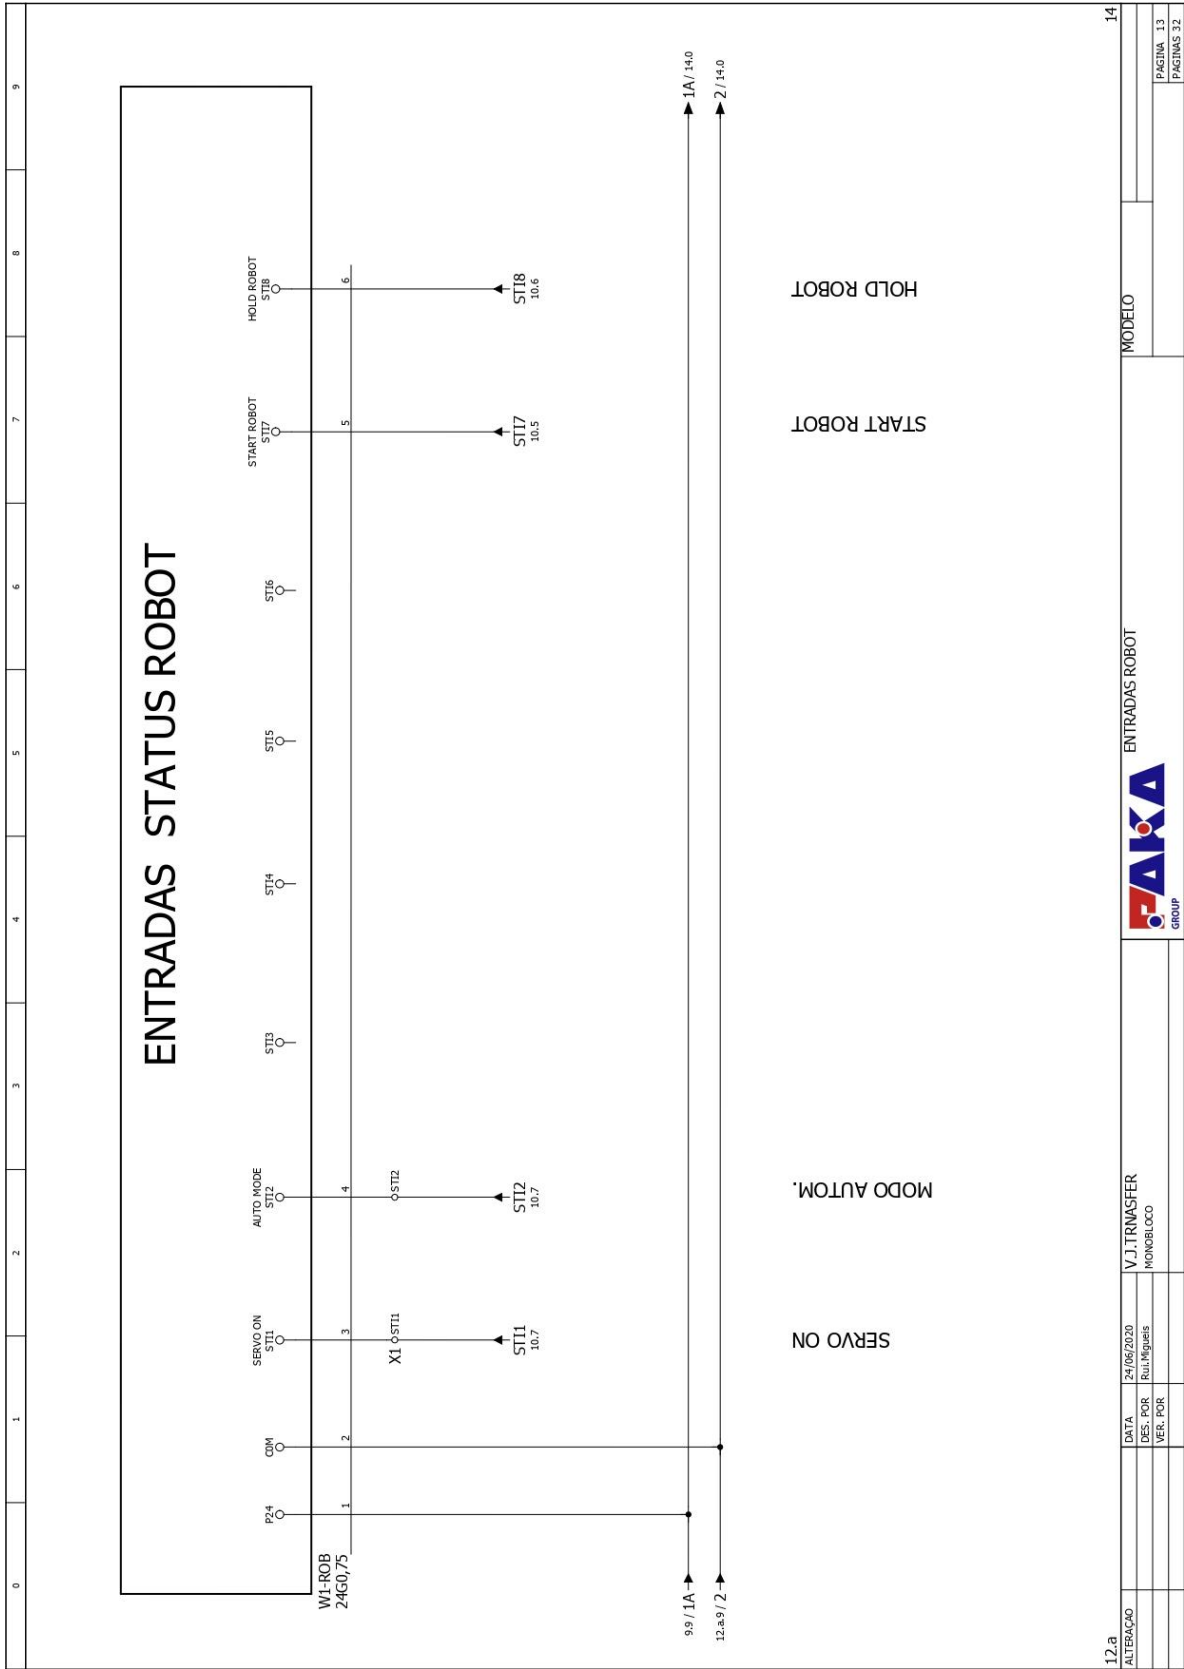 0 1 2 3 4 5 6 7 8 9
ENTRADAS STATUS ROBOT
SERVO ON
AUTO MODE
START ROBOT
HOLD ROBOT
P24 COM STI1 STI2 STI3 STI4 STI5 STI6 STI7 STI8
W1-ROB
24G0,75
1 2 3 4 5 6
X1 STI1 STI2
STI1
10.7
STI2
10.7
STI7
10.5
STI8
10.6
9.9 / 1A
1A / 14.0
12.a.9 / 2
2 / 14.0
SERVO ON
MODO AUTOM.
START ROBOT
HOLD ROBOT
12.a
14
ALTERAÇAO
DATA 24/06/2020
DES. POR Rui.Migueis
VER. POR
V.J.TRNASFER
MONOBLOCO
FAKA
GROUP
ENTRADAS ROBOT
MODELO
PAGINA 13
PAGINAS 32